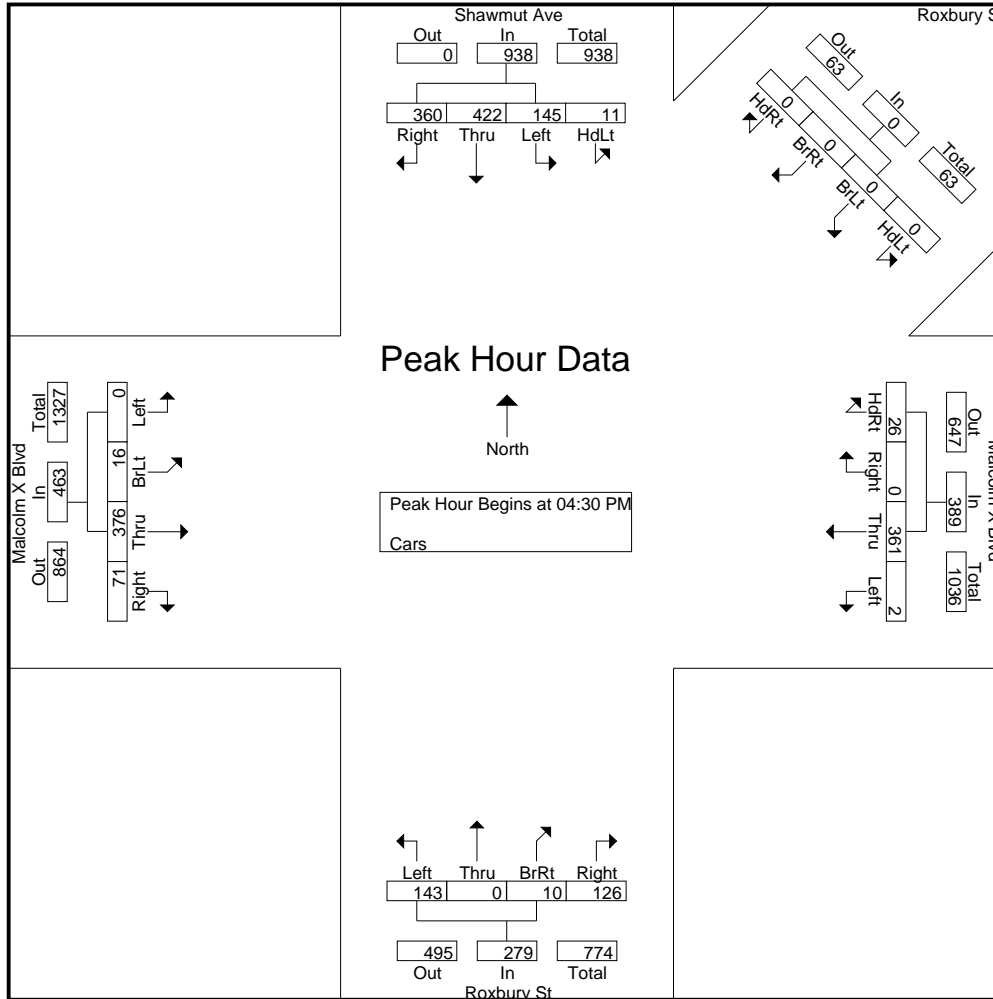 Shawmut Ave
Out In Total
0 938 938
360 422 145 11
Right Thru Left HdLt
Roxbury S
Out In Total
63 0 63
0 0 0 0
HdRt BrRt BrLt HdLt
Peak Hour Data
North
Peak Hour Begins at 04:30 PM
Cars
Malcolm X Blvd
Out In Total
864 463 1327
71 376 16 0
Right Thru BrLt Left
Malcolm X Blvd
Out In Total
647 389 1036
26 0 361 2
HdRt Right Thru Left
Left Thru BrRt Right
143 0 10 126
495 279 774
Out In Total
Roxbury St